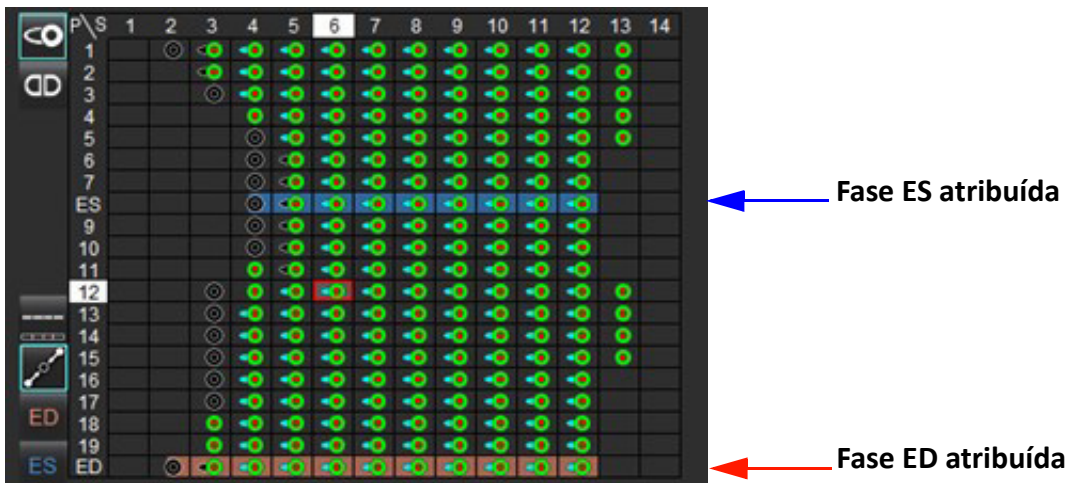 P\S 1 2 3 4 5 6 7 8 9 10 11 12 13 14
1
2
3
4
5
6
7
ES
9
10
11
12
13
14
15
16
17
18
19
ED
ED
ES
Fase ES atribuída
Fase ED atribuída